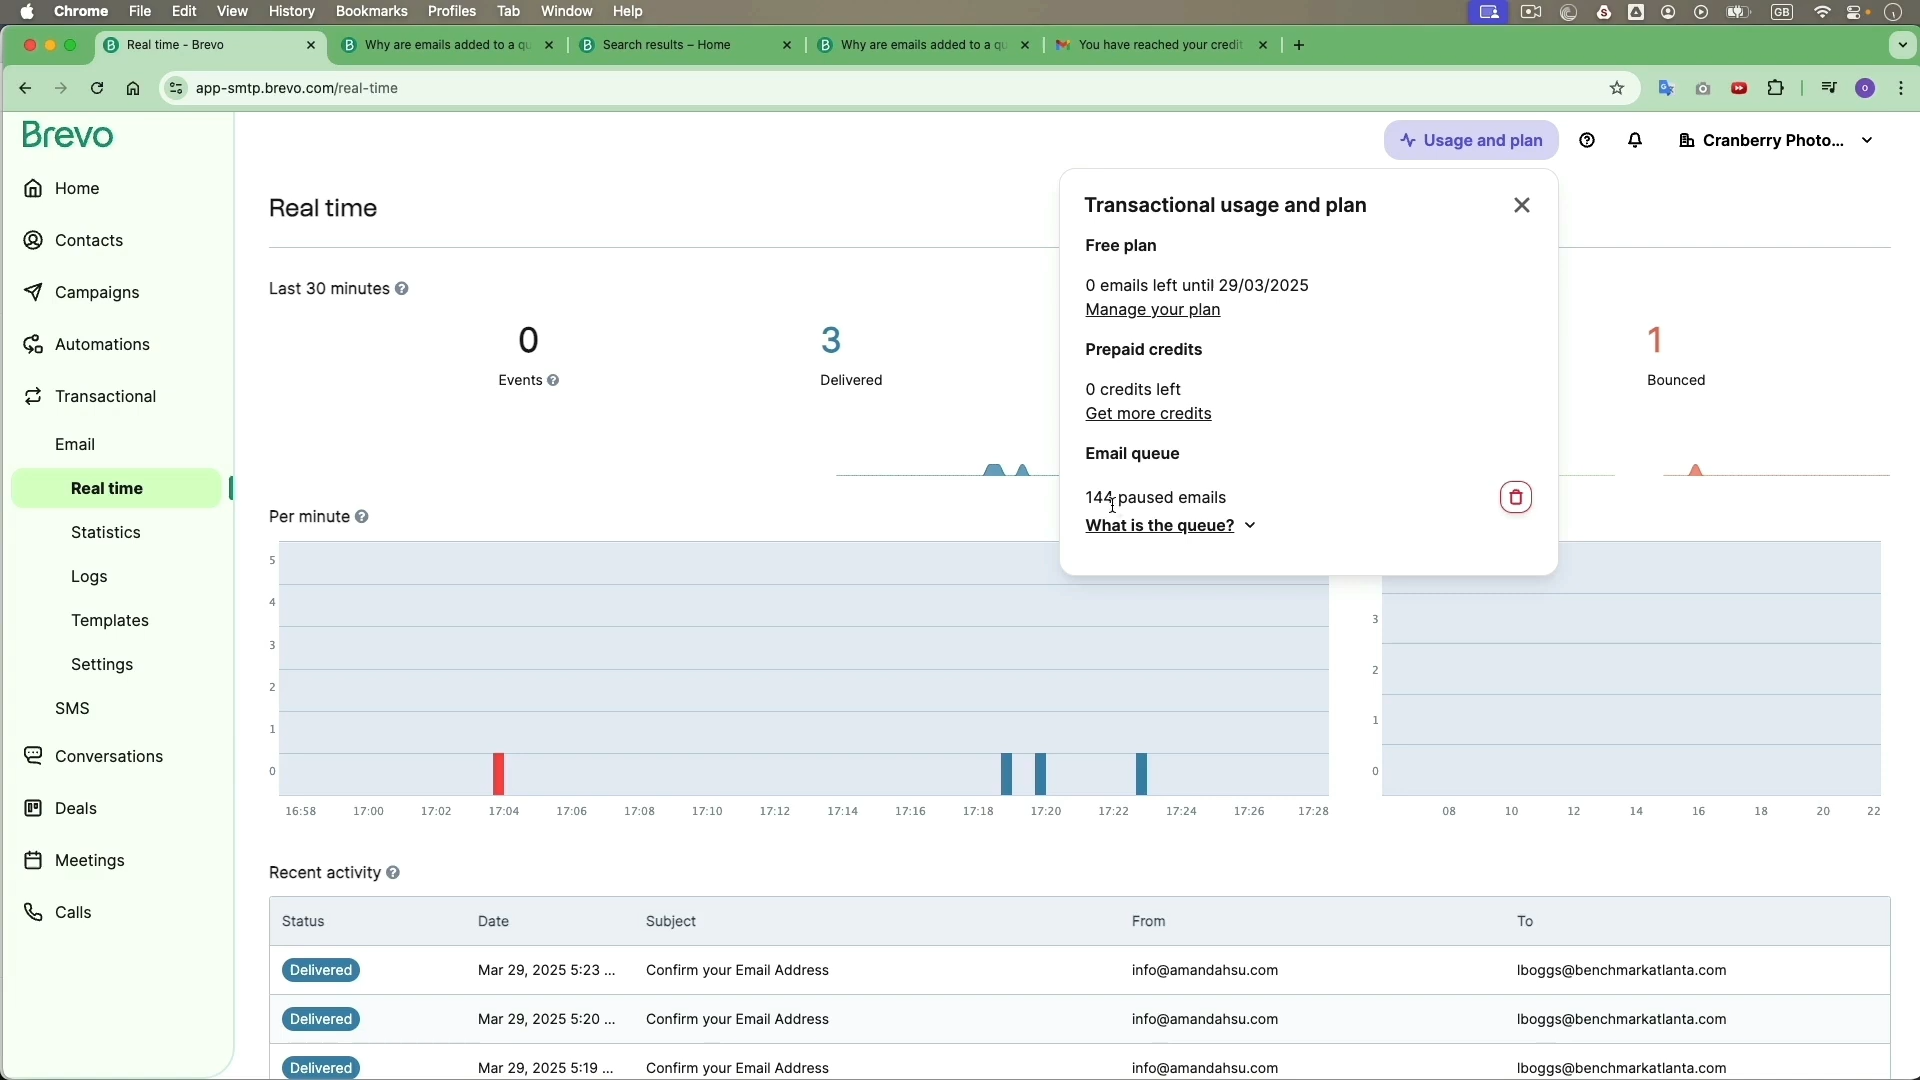 Chrome File Edit View History Bookmarks Profiles Tab Window Help GB
Real time - Brevo
Why are emails added to a qu
Search results – Home
Why are emails added to a qu
You have reached your credit
app-smtp.brevo.com/real-time
Brevo
Usage and plan
Cranberry Photo...
Home
Contacts
Campaigns
Automations
Transactional
Email
Real time
Statistics
Logs
Templates
Settings
SMS
Conversations
Deals
Meetings
Calls
Real time
Last 30 minutes
0
Events
3
Delivered
1
Bounced
Transactional usage and plan
Free plan
0 emails left until 29/03/2025
Manage your plan
Prepaid credits
0 credits left
Get more credits
Email queue
144 paused emails
What is the queue?
Per minute
5
4
3
2
1
0
16:58 17:00 17:02 17:04 17:06 17:08 17:10 17:12 17:14 17:16 17:18 17:20 17:22 17:24 17:26 17:28
3
2
1
0
08 10 12 14 16 18 20 22
Recent activity
Status Date Subject From To
Delivered Mar 29, 2025 5:23 ... Confirm your Email Address info@amandahsu.com lboggs@benchmarkatlanta.com
Delivered Mar 29, 2025 5:20 ... Confirm your Email Address info@amandahsu.com lboggs@benchmarkatlanta.com
Delivered Mar 29, 2025 5:19 ... Confirm your Email Address info@amandahsu.com lboggs@benchmarkatlanta.com